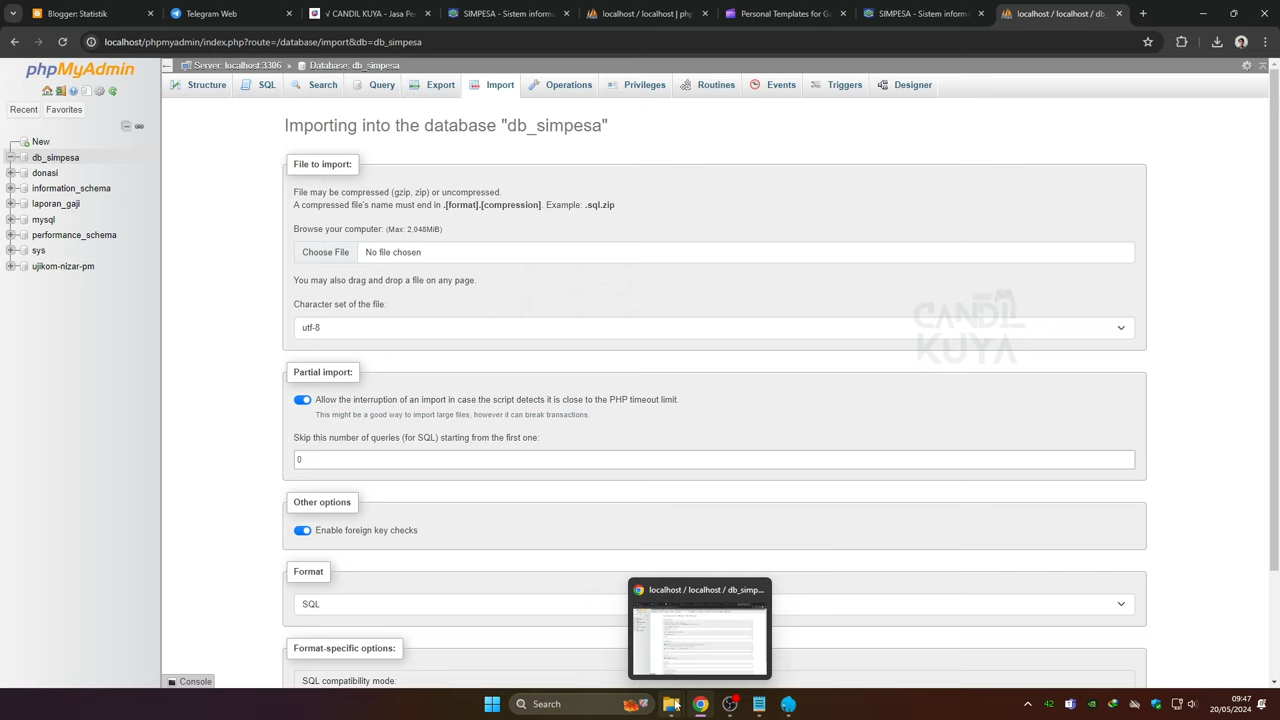 Blogger: Statistik
Telegram Web
√ CANDIL KUYA - Jasa Pe
SIMPESA - Sistem informa
localhost / localhost | php
Personal Templates for Go
SIMPESA - Sistem informa
localhost / localhost / db_
localhost/phpmyadmin/index.php?route=/database/import&db=db_simpesa
phpMyAdmin
Server: localhost:3306 » Database: db_simpesa
Structure SQL Search Query Export Import Operations Privileges Routines Events Triggers Designer
Recent Favorites
New
db_simpesa
donasi
information_schema
laporan_gaji
mysql
performance_schema
sys
ujikom-nizar-pm
Importing into the database "db_simpesa"
File to import:
File may be compressed (gzip, zip) or uncompressed.
A compressed file's name must end in .[format].[compression]. Example: .sql.zip
Browse your computer: (Max: 2,048MiB)
Choose File No file chosen
You may also drag and drop a file on any page.
Character set of the file:
utf-8
CANDIL
KUYA
Partial import:
Allow the interruption of an import in case the script detects it is close to the PHP timeout limit.
This might be a good way to import large files, however it can break transactions.
Skip this number of queries (for SQL) starting from the first one:
0
Other options
Enable foreign key checks
Format
SQL
localhost / localhost / db_simp...
Format-specific options:
SQL compatibility mode:
Console
Search
42
09:47
20/05/2024